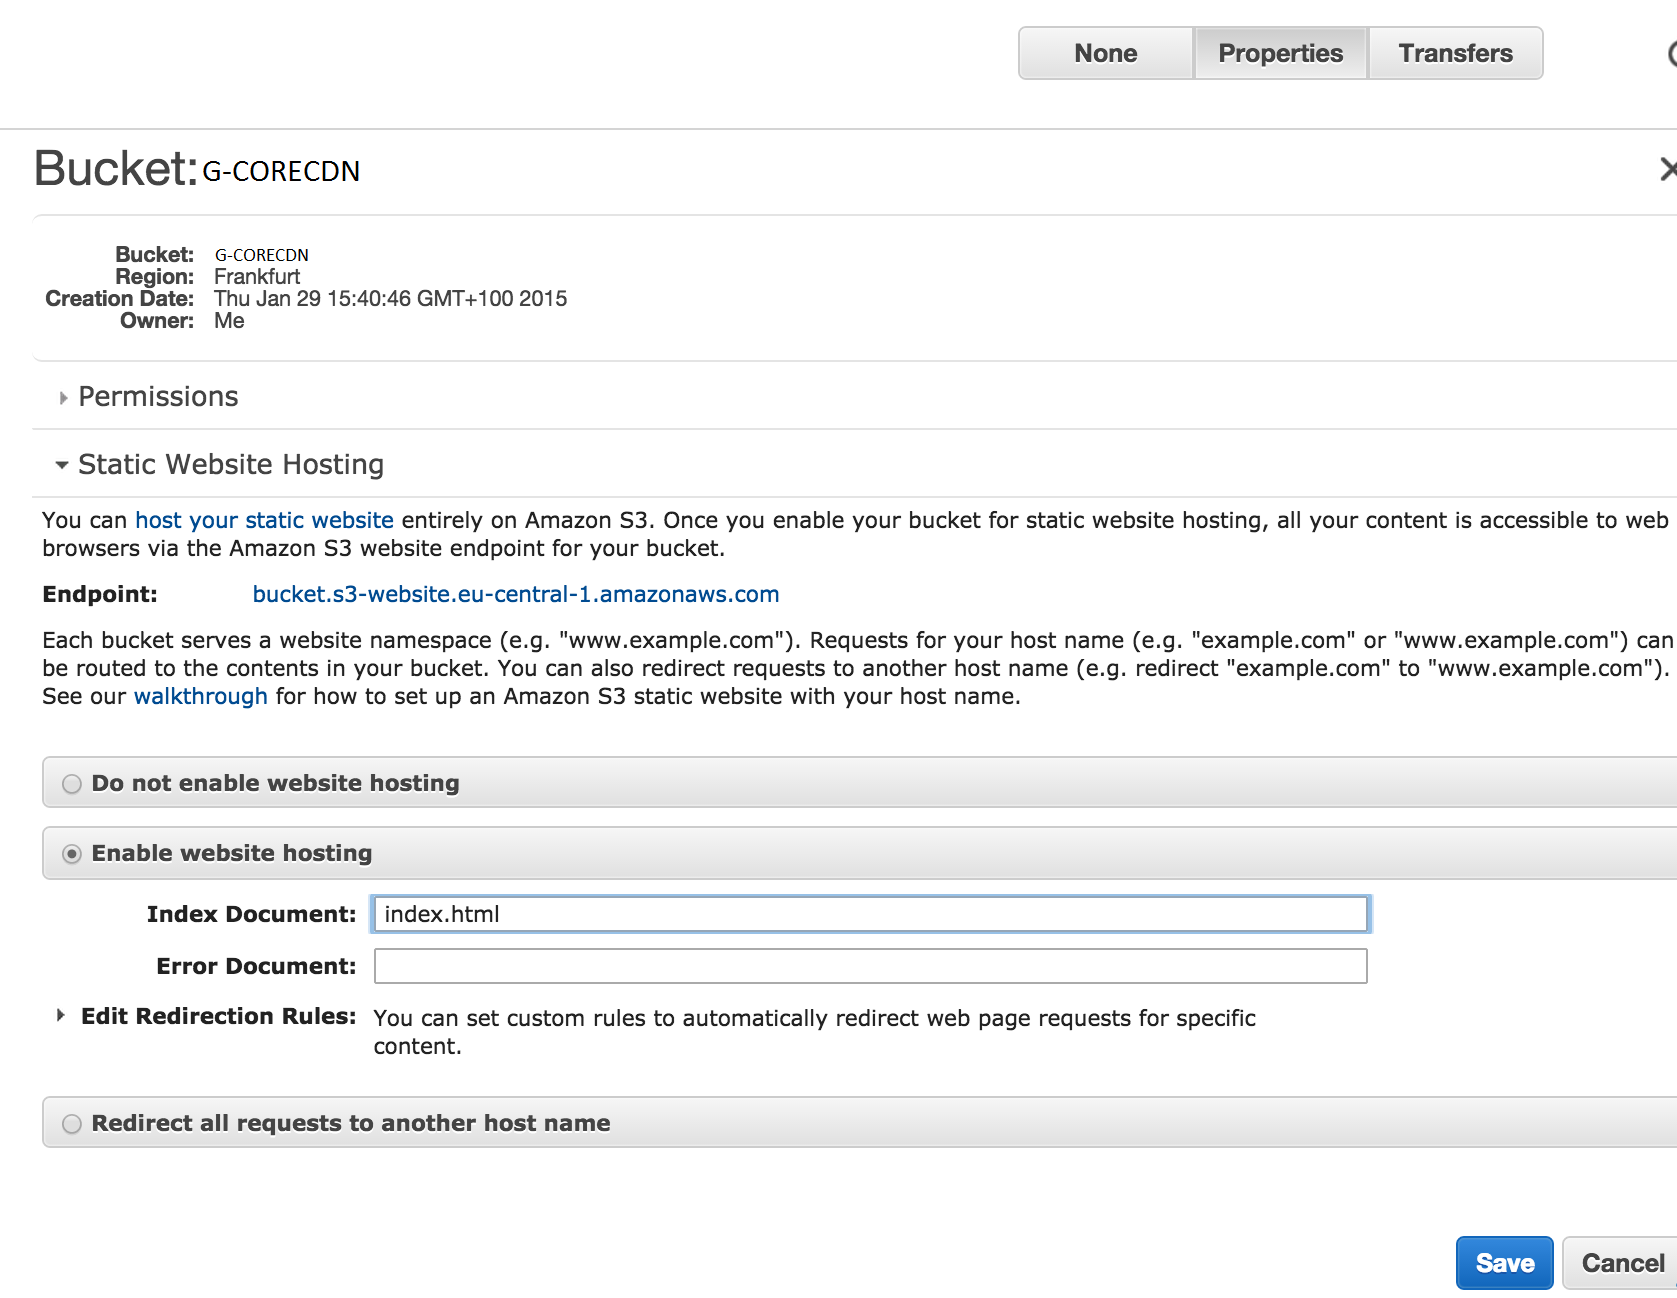 None Properties Transfers
Bucket: G-CORECDN
Bucket: G-CORECDN
Region: Frankfurt
Creation Date: Thu Jan 29 15:40:46 GMT+100 2015
Owner: Me
Permissions
Static Website Hosting
You can host your static website entirely on Amazon S3. Once you enable your bucket for static website hosting, all your content is accessible to web
browsers via the Amazon S3 website endpoint for your bucket.
Endpoint: bucket.s3-website.eu-central-1.amazonaws.com
Each bucket serves a website namespace (e.g. "www.example.com"). Requests for your host name (e.g. "example.com" or "www.example.com") can
be routed to the contents in your bucket. You can also redirect requests to another host name (e.g. redirect "example.com" to "www.example.com").
See our walkthrough for how to set up an Amazon S3 static website with your host name.
Do not enable website hosting
Enable website hosting
Index Document: index.html
Error Document:
Edit Redirection Rules: You can set custom rules to automatically redirect web page requests for specific
content.
Redirect all requests to another host name
Save Cancel